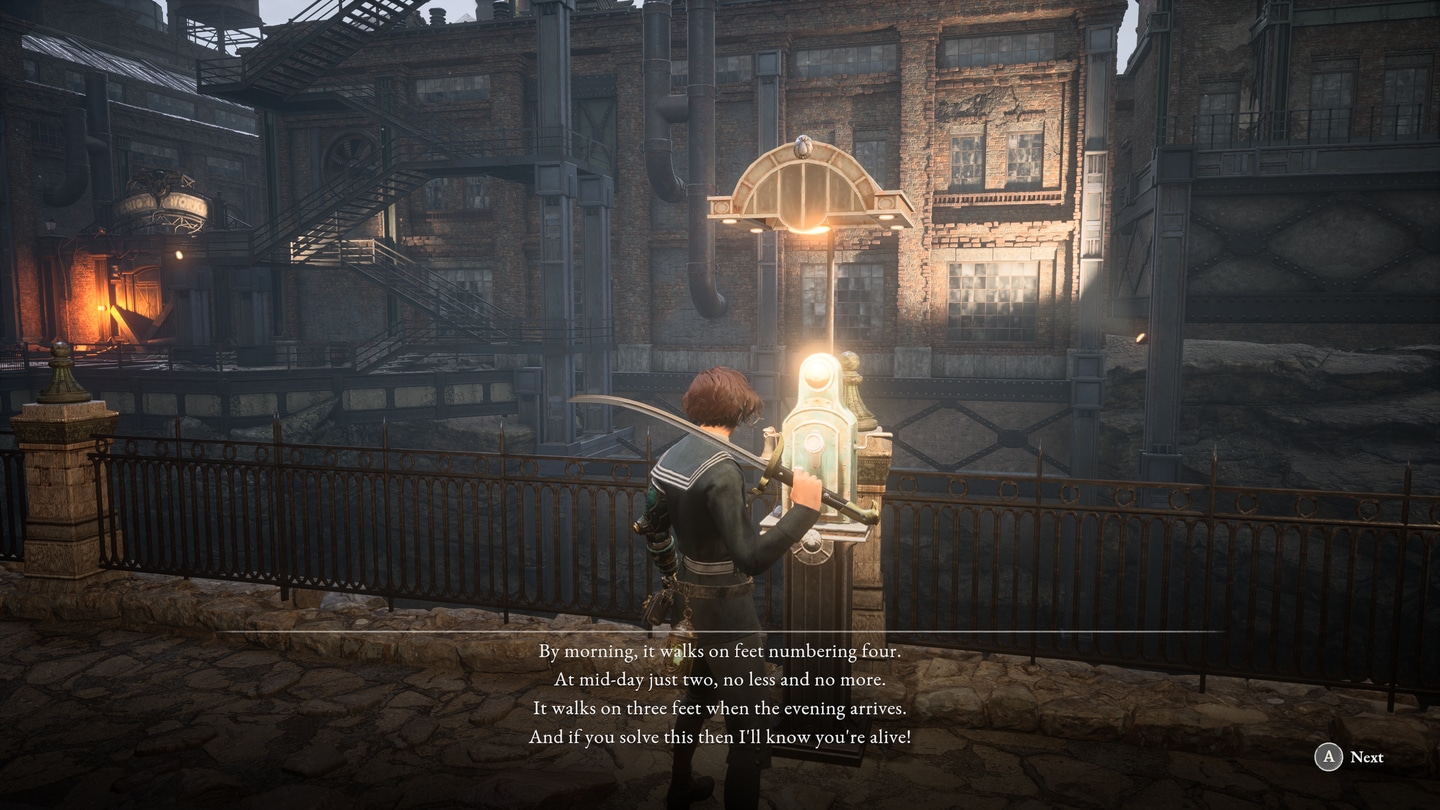 By morning, it walks on feet numbering four.
At mid-day just two, no less and no more.
It walks on three feet when the evening arrives.
And if you solve this then I'll know you're alive!
A Next